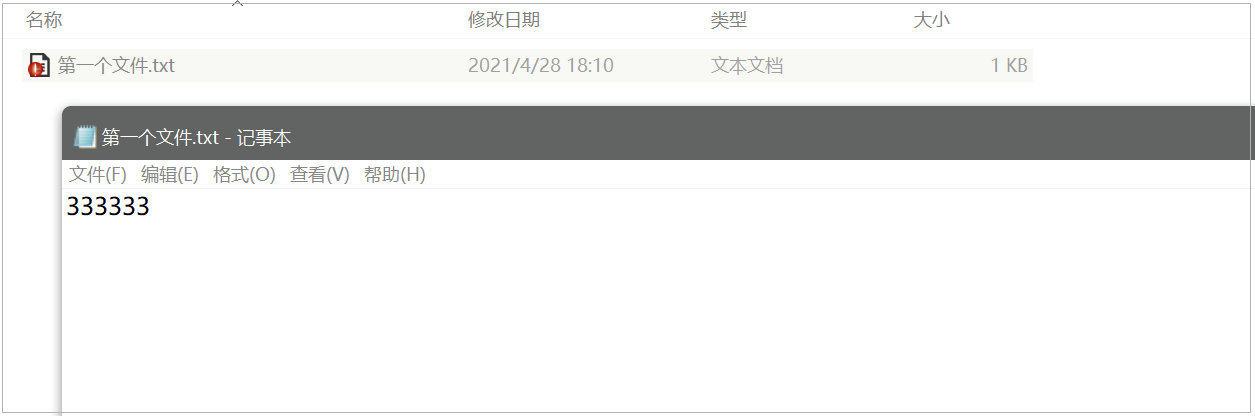 名称 修改日期 类型 大小
第一个文件.txt 2021/4/28 18:10 文本文档 1 KB
第一个文件.txt - 记事本
文件(F) 编辑(E) 格式(O) 查看(V) 帮助(H)
333333